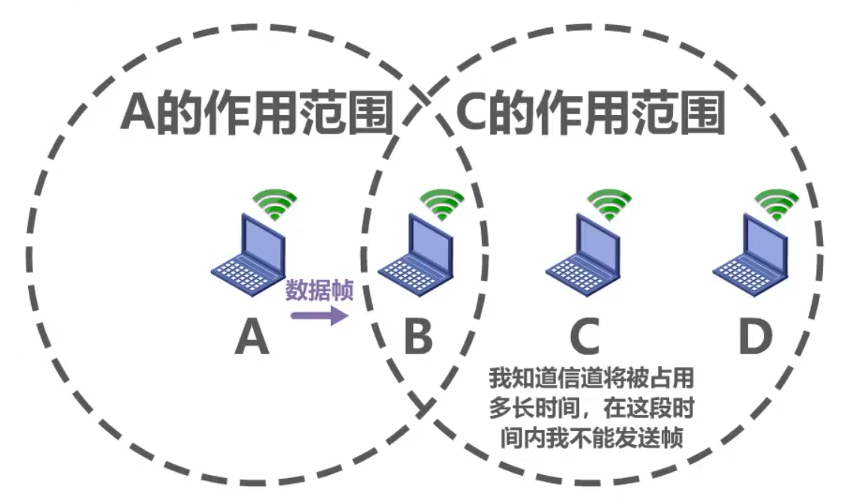 A的作用范围
C的作用范围
数据帧
A
B
C
D
我知道信道将被占用
多长时间，在这段时
间内我不能发送帧